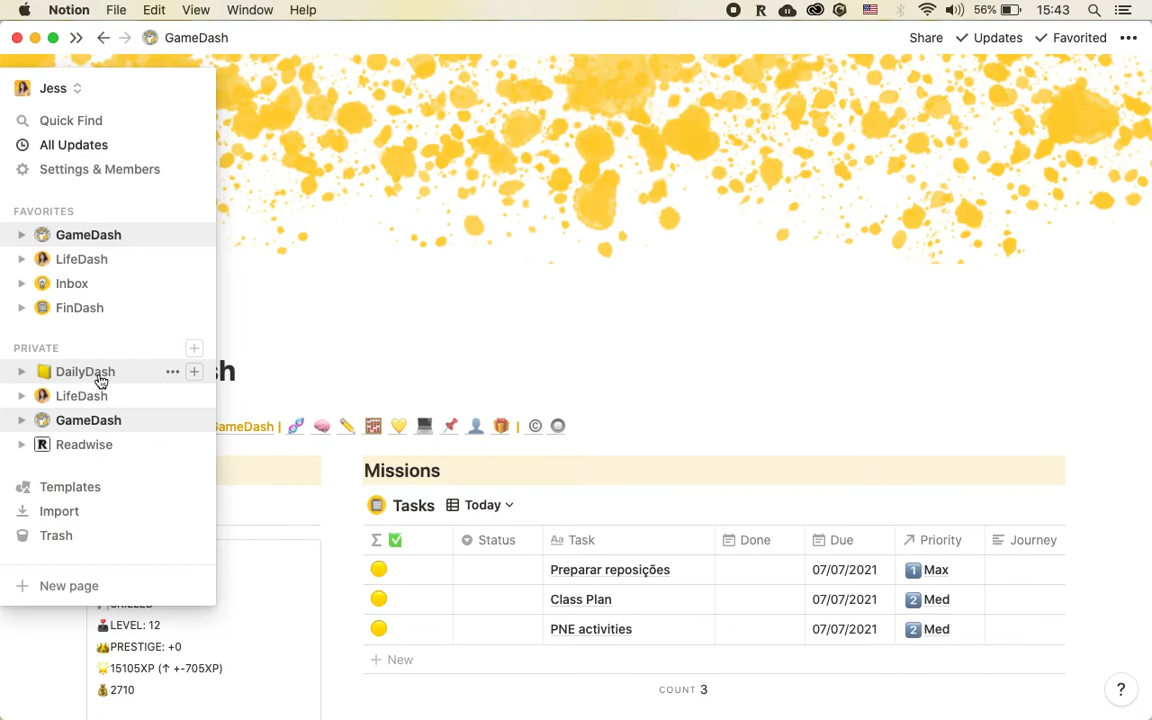 Notion File Edit View Window Help 56% 15:43
GameDash Share Updates Favorited
Jess
Quick Find
All Updates
Settings & Members
FAVORITES
GameDash
LifeDash
Inbox
FinDash
PRIVATE
DailyDash
LifeDash
GameDash
R Readwise
Templates
Import
Trash
New page
sh
GameDash | | ©
Missions
Tasks Today
Σ Status Aa Task Done Due Priority Journey
Preparar reposições 07/07/2021 1 Max
Class Plan 07/07/2021 2 Med
PNE activities 07/07/2021 2 Med
+ New
COUNT 3
LEVEL: 12
PRESTIGE: +0
15105XP (↑ +-705XP)
2710
?